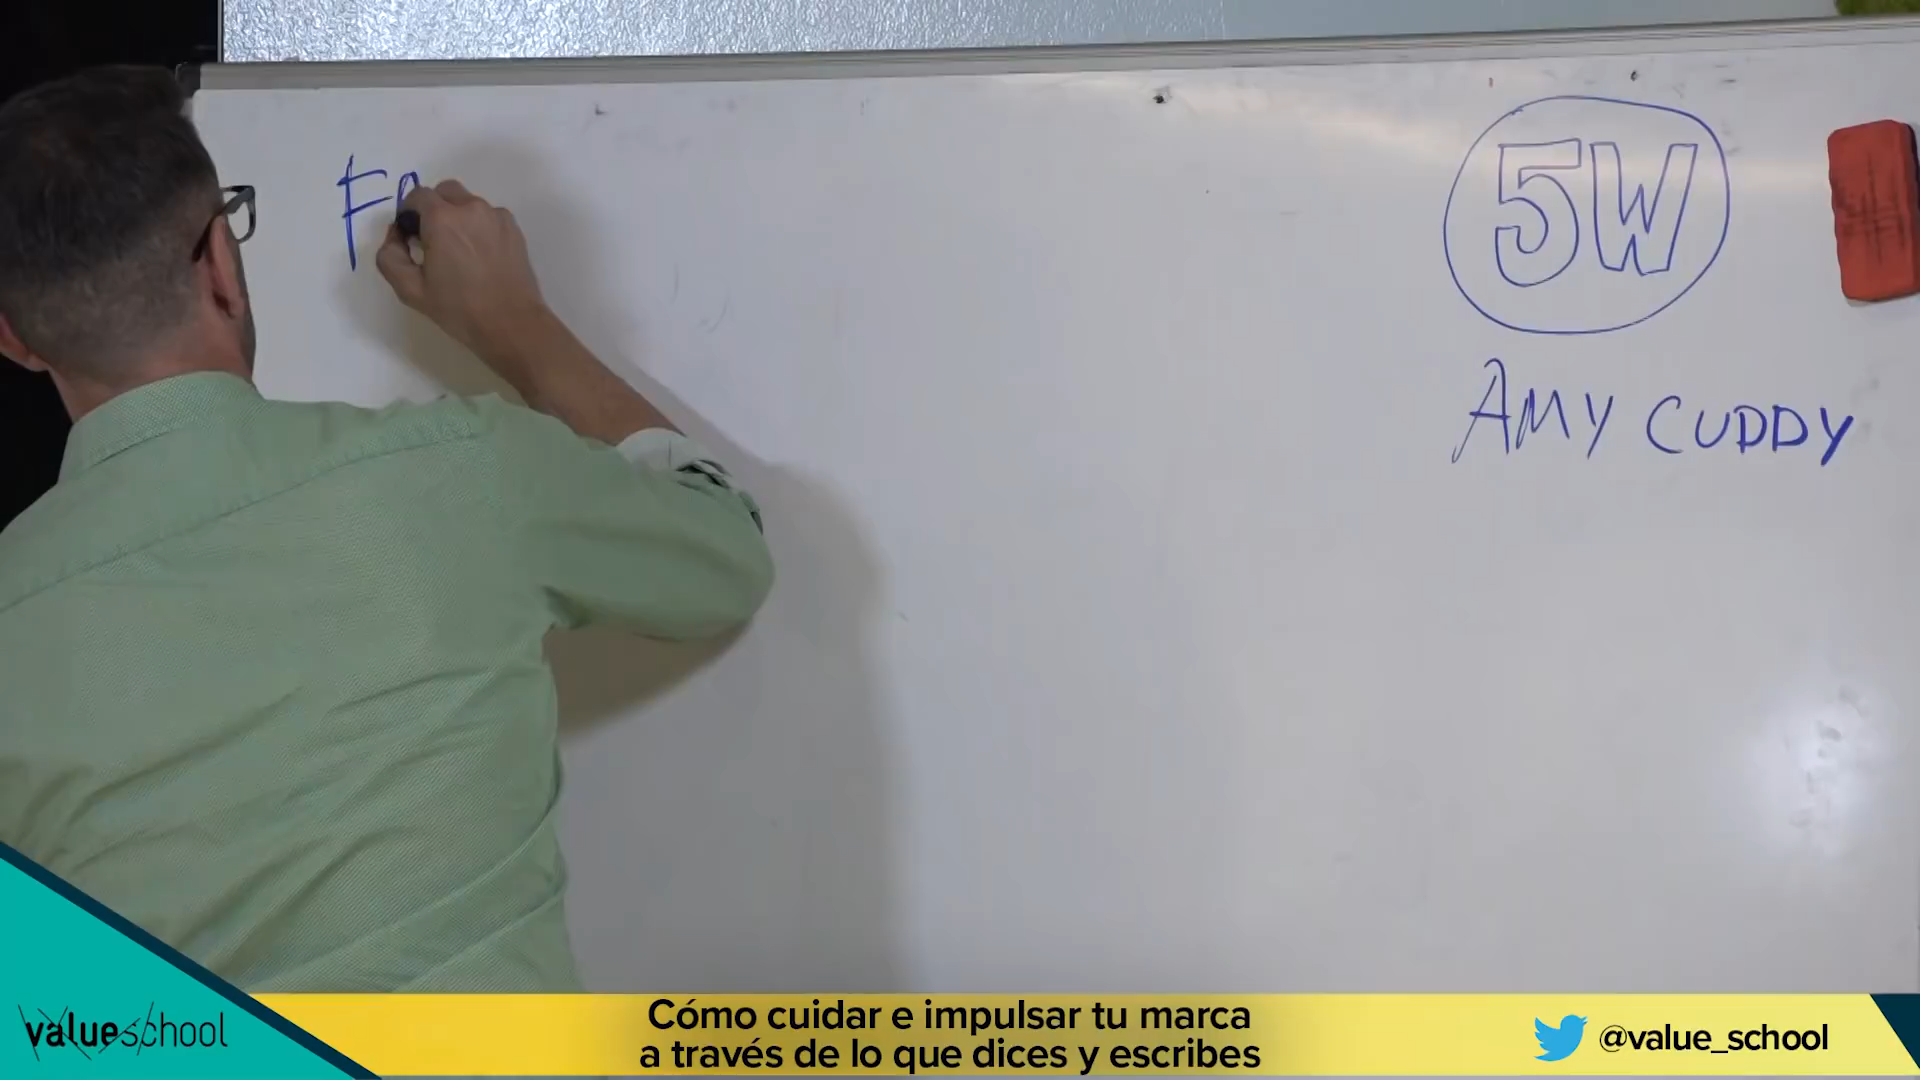 5W
AMY CUDDY
valueschool
Cómo cuidar e impulsar tu marca
a través de lo que dices y escribes
@value_school